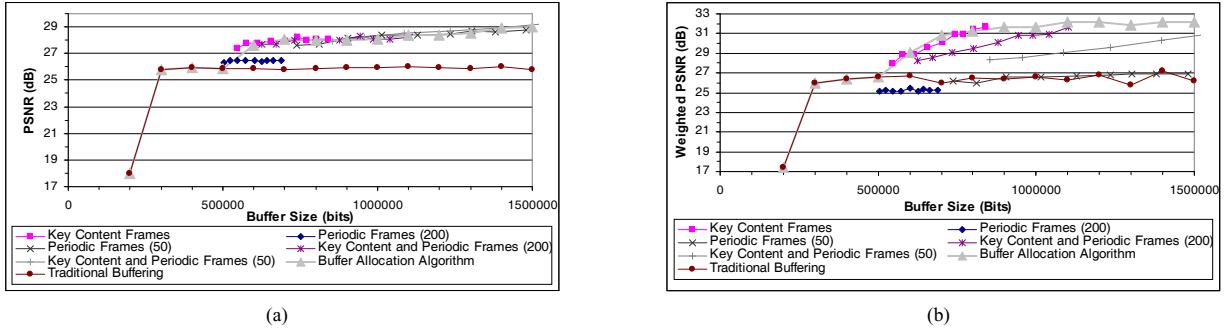 29
27
25
23
21
19
17
PSNR (dB)
0 500000 1000000 1500000
Buffer Size (bits)
Key Content Frames Periodic Frames (200)
Periodic Frames (50) Key Content and Periodic Frames (200)
Key Content and Periodic Frames (50) Buffer Allocation Algorithm
Traditional Buffering
(a)
33
31
29
27
25
23
21
19
17
Weighted PSNR (dB)
0 500000 1000000 1500000
Buffer Size (Bits)
Key Content Frames Periodic Frames (200)
Periodic Frames (50) Key Content and Periodic Frames (200)
Key Content and Periodic Frames (50) Buffer Allocation Algorithm
Traditional Buffering
(b)